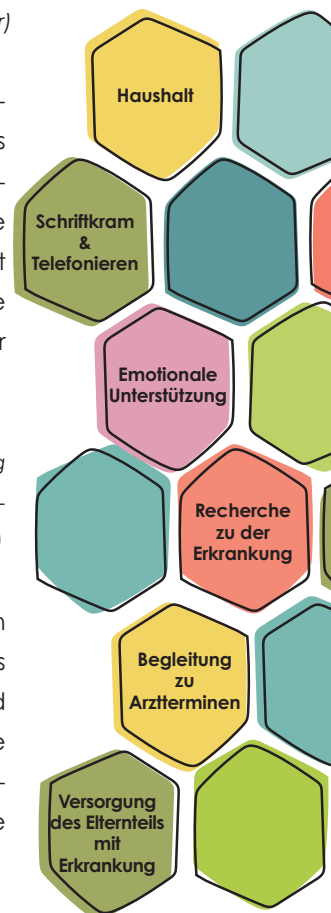 r)
–
s
–
e
t
e
r
g
–
)
n
s
d
e
–
e
Haushalt
Schriftkram
&
Telefonieren
Emotionale
Unterstützung
Recherche
zu der
Erkrankung
Begleitung
zu
Arztterminen
Versorgung
des Elternteils
mit
Erkrankung